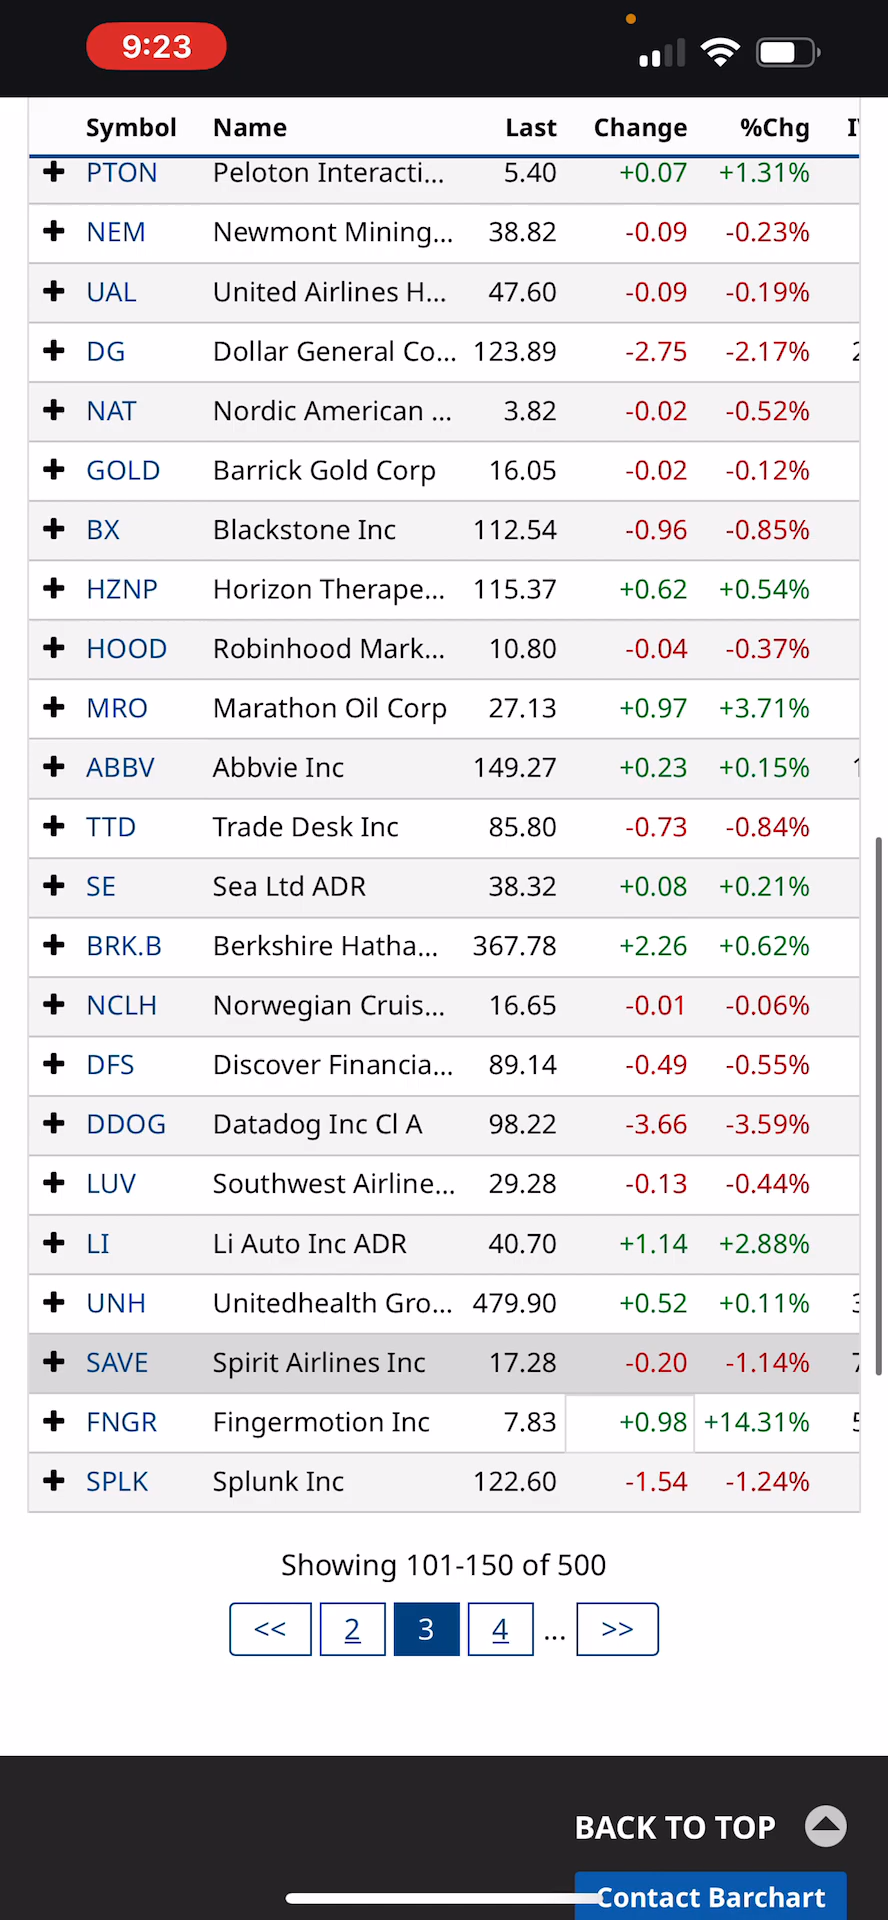 9:23
Symbol Name Last Change %Chg
PTON Peloton Interacti... 5.40 +0.07 +1.31%
NEM Newmont Mining... 38.82 -0.09 -0.23%
UAL United Airlines H... 47.60 -0.09 -0.19%
DG Dollar General Co... 123.89 -2.75 -2.17%
NAT Nordic American ... 3.82 -0.02 -0.52%
GOLD Barrick Gold Corp 16.05 -0.02 -0.12%
BX Blackstone Inc 112.54 -0.96 -0.85%
HZNP Horizon Therape... 115.37 +0.62 +0.54%
HOOD Robinhood Mark... 10.80 -0.04 -0.37%
MRO Marathon Oil Corp 27.13 +0.97 +3.71%
ABBV Abbvie Inc 149.27 +0.23 +0.15%
TTD Trade Desk Inc 85.80 -0.73 -0.84%
SE Sea Ltd ADR 38.32 +0.08 +0.21%
BRK.B Berkshire Hatha... 367.78 +2.26 +0.62%
NCLH Norwegian Cruis... 16.65 -0.01 -0.06%
DFS Discover Financia... 89.14 -0.49 -0.55%
DDOG Datadog Inc Cl A 98.22 -3.66 -3.59%
LUV Southwest Airline... 29.28 -0.13 -0.44%
LI Li Auto Inc ADR 40.70 +1.14 +2.88%
UNH Unitedhealth Gro... 479.90 +0.52 +0.11%
SAVE Spirit Airlines Inc 17.28 -0.20 -1.14%
FNGR Fingermotion Inc 7.83 +0.98 +14.31%
SPLK Splunk Inc 122.60 -1.54 -1.24%
Showing 101-150 of 500
<< 2 3 4 ... >>
BACK TO TOP
Contact Barchart